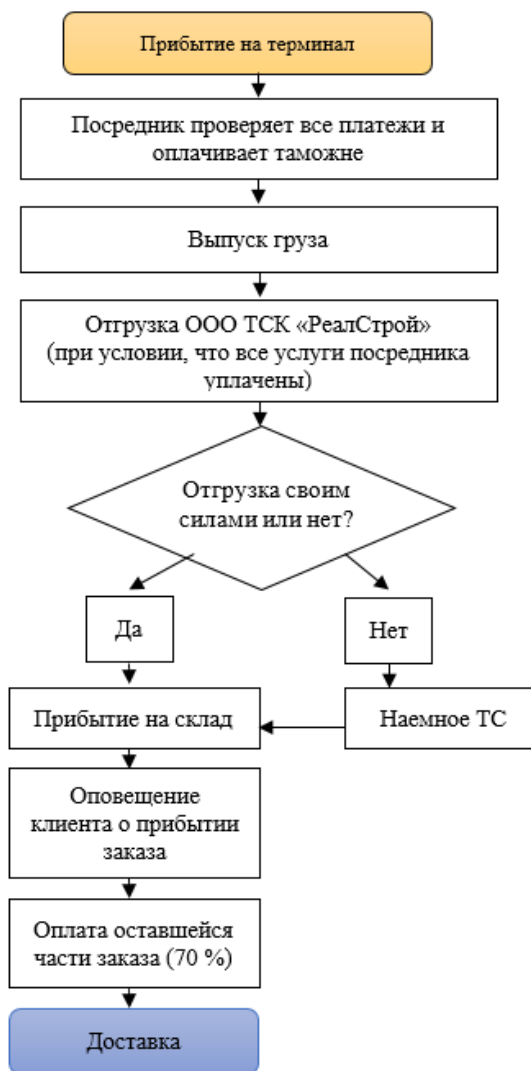 Прибытие на терминал
Посредник проверяет все платежи и
оплачивает таможне
Выпуск груза
Отгрузка ООО ТСК «РеалСтрой»
(при условии, что все услуги посредника
уплачены)
Отгрузка своим
силами или нет?
Да
Нет
Прибытие на склад
Наемное ТС
Оповещение
клиента о прибытии
заказа
Оплата оставшейся
части заказа (70 %)
Доставка